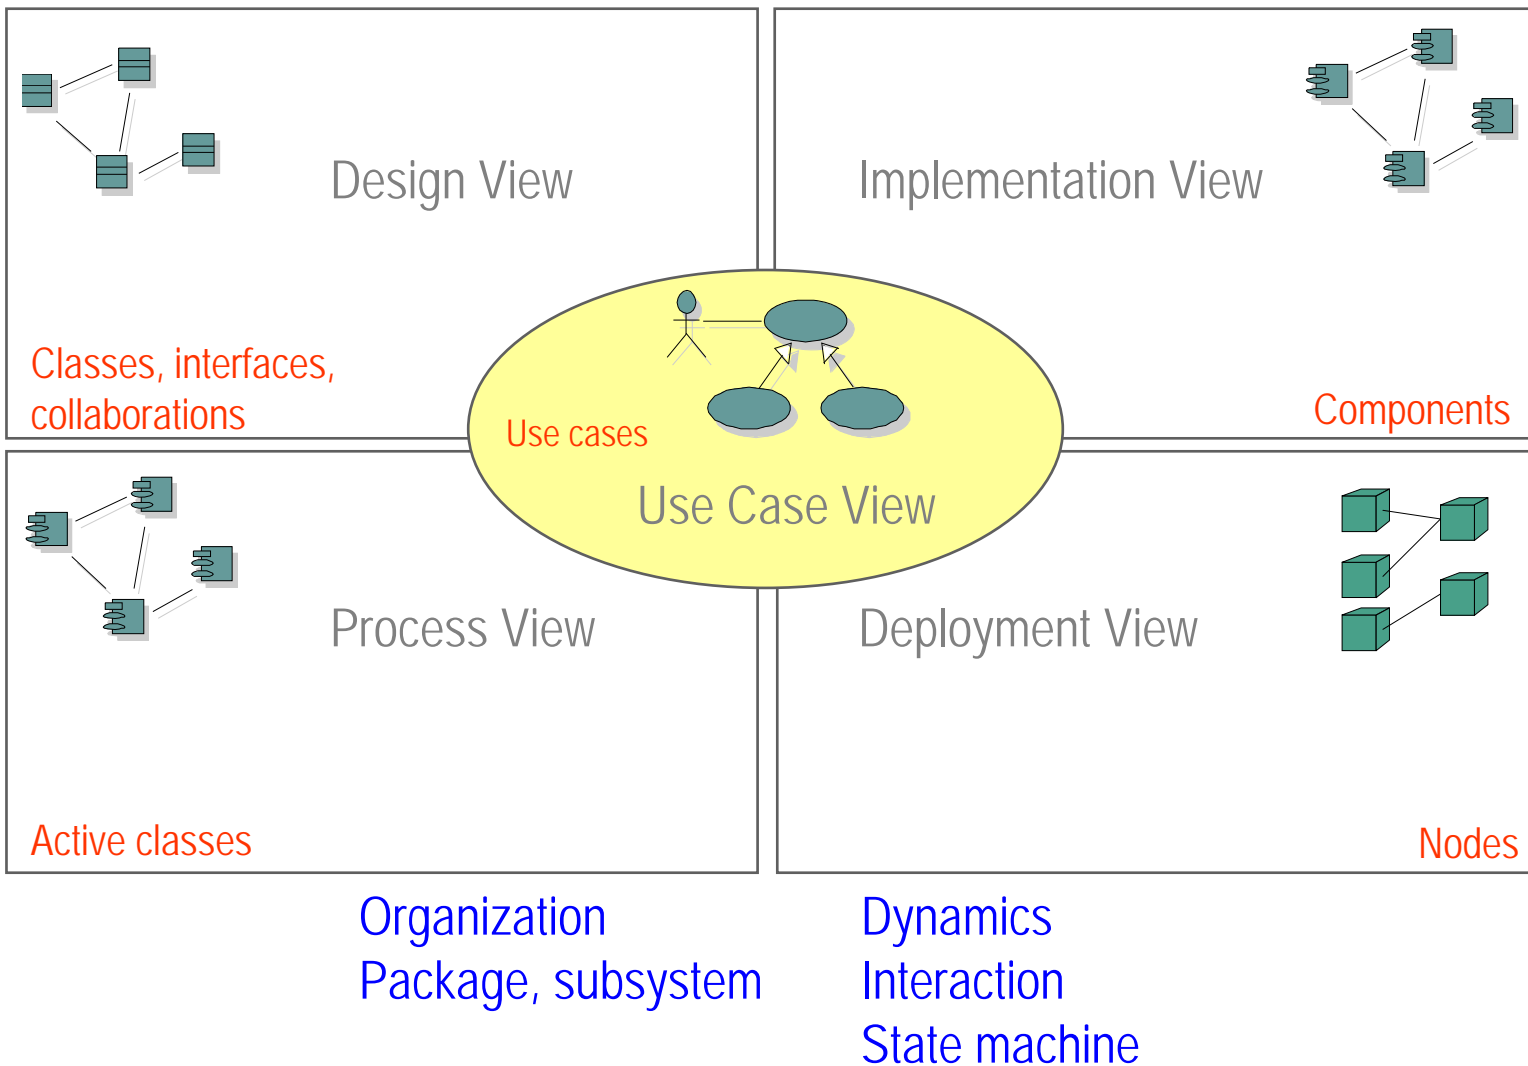 Design View
Implementation View
Classes, interfaces,
collaborations
Components
Use cases
Use Case View
Process View
Deployment View
Active classes
Nodes
Organization
Package, subsystem
Dynamics
Interaction
State machine